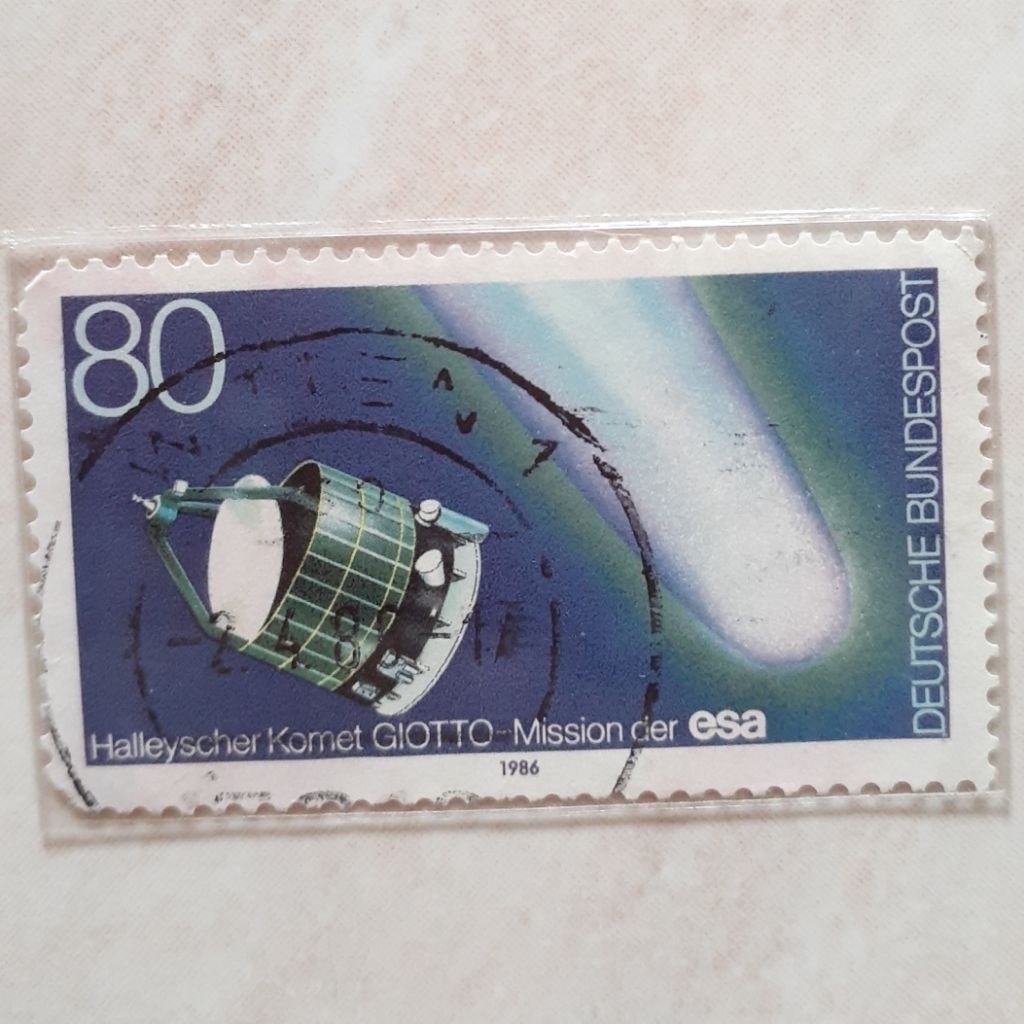 80
DEUTSCHE BUNDESPOST
Halleyscher Komet GIOTTO-Mission der esa
1986